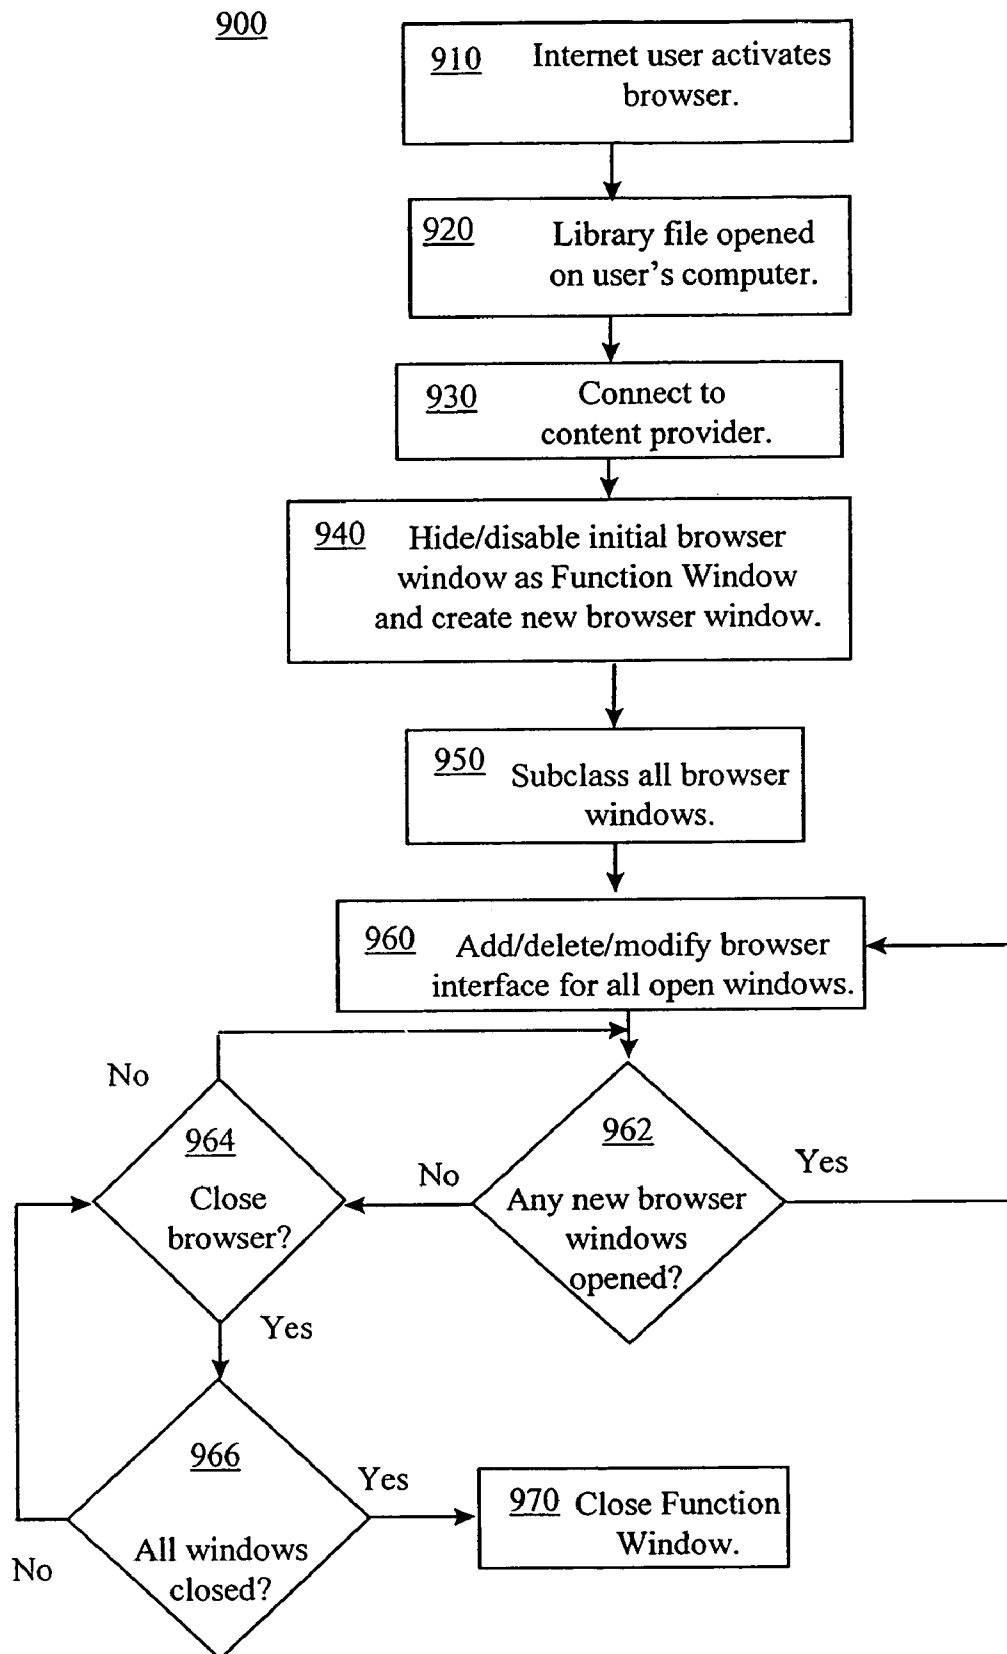 900
910 Internet user activates
browser.
920 Library file opened
on user's computer.
930 Connect to
content provider.
940 Hide/disable initial browser
window as Function Window
and create new browser window.
950 Subclass all browser
windows.
960 Add/delete/modify browser
interface for all open windows.
No
964
Close
browser?
No
962
Any new browser
windows
opened?
Yes
Yes
966
All windows
closed?
Yes
No
970 Close Function
Window.